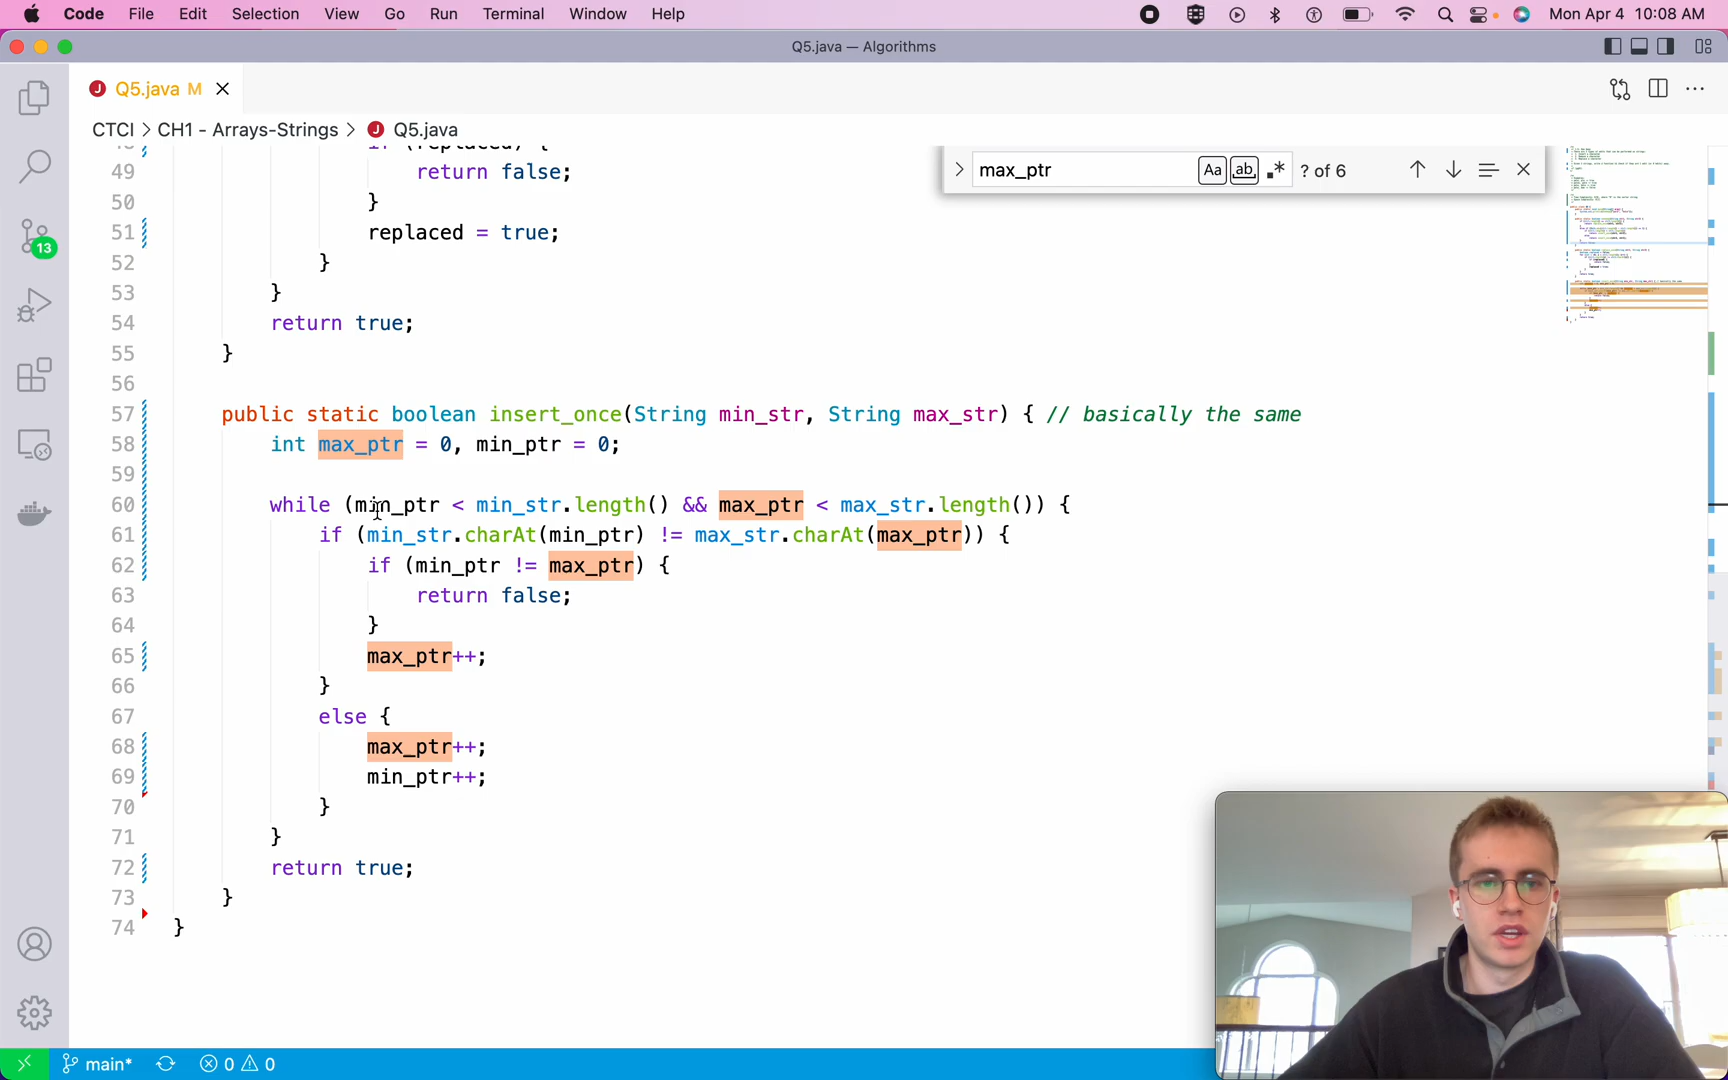 Code File Edit Selection View Go Run Terminal Window Help Mon Apr 4 10:08 AM
Q5.java — Algorithms
J Q5.java M
CTCI > CH1 - Arrays-Strings > J Q5.java
max_ptr Aa ab ? of 6
49 return false;
50 }
51 replaced = true;
52 }
53 }
54 return true;
55 }
56
57 public static boolean insert_once(String min_str, String max_str) { // basically the same
58 int max_ptr = 0, min_ptr = 0;
59
60 while (min_ptr < min_str.length() && max_ptr < max_str.length()) {
61 if (min_str.charAt(min_ptr) != max_str.charAt(max_ptr)) {
62 if (min_ptr != max_ptr) {
63 return false;
64 }
65 max_ptr++;
66 }
67 else {
68 max_ptr++;
69 min_ptr++;
70 }
71 }
72 return true;
73 }
74 }
13
main* 0 0